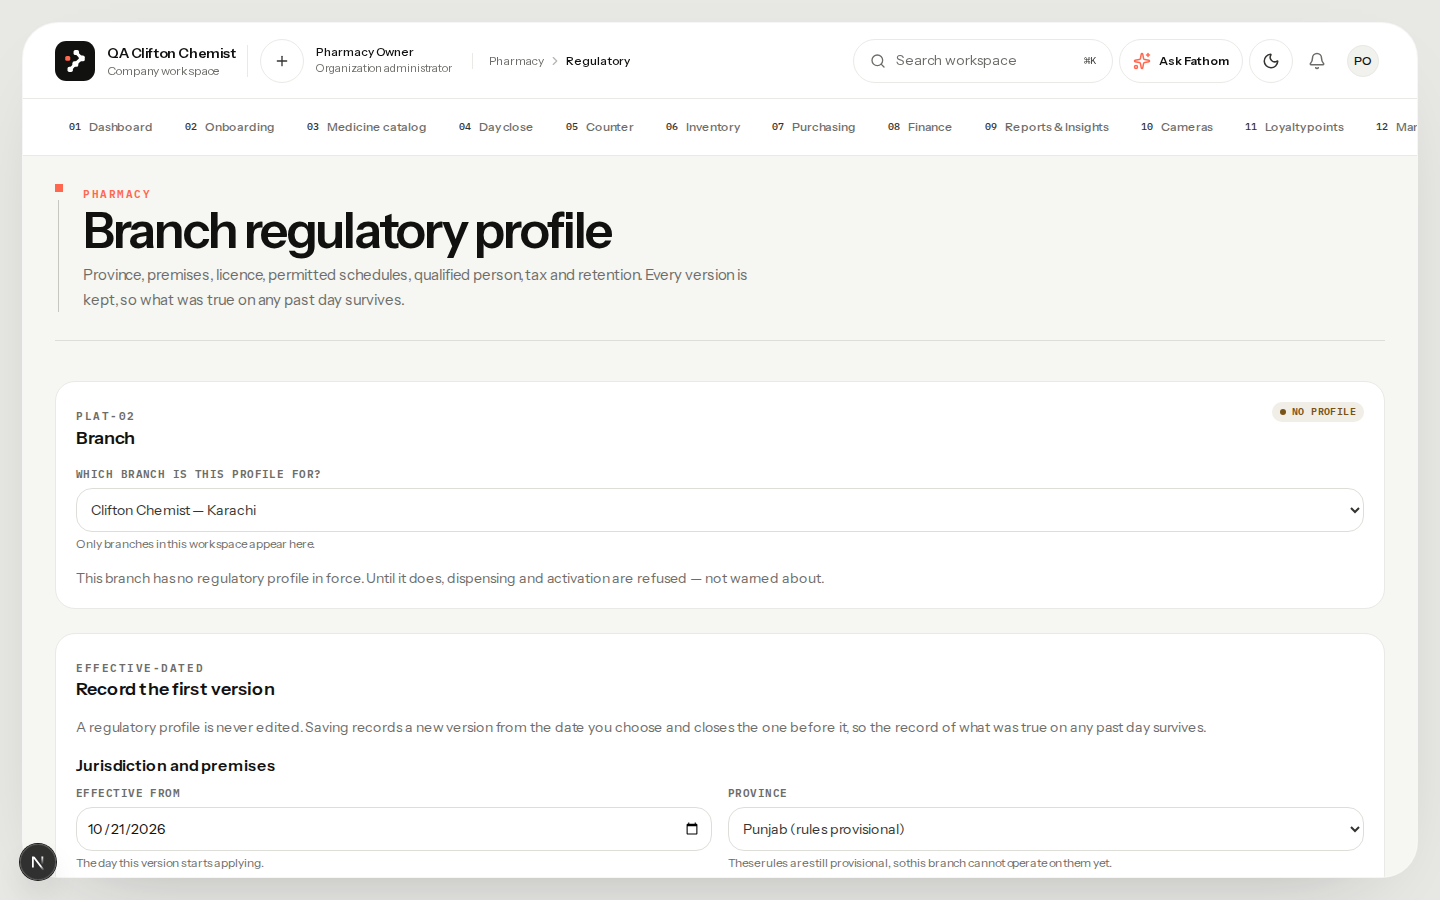 QA Clifton Chemist
Company workspace
Pharmacy Owner
Organization administrator
Pharmacy > Regulatory
Search workspace
⌘K
Ask Fathom
PO
01 Dashboard
02 Onboarding
03 Medicine catalog
04 Day close
05 Counter
06 Inventory
07 Purchasing
08 Finance
09 Reports & Insights
10 Cameras
11 Loyalty points
12 Mar
PHARMACY
Branch regulatory profile
Province, premises, licence, permitted schedules, qualified person, tax and retention. Every version is
kept, so what was true on any past day survives.
PLAT-02
NO PROFILE
Branch
WHICH BRANCH IS THIS PROFILE FOR?
Clifton Chemist — Karachi
Only branches in this workspace appear here.
This branch has no regulatory profile in force. Until it does, dispensing and activation are refused — not warned about.
EFFECTIVE-DATED
Record the first version
A regulatory profile is never edited. Saving records a new version from the date you choose and closes the one before it, so the record of what was true on any past day survives.
Jurisdiction and premises
EFFECTIVE FROM
PROVINCE
10/21/2026
Punjab (rules provisional)
The day this version starts applying.
These rules are still provisional, so this branch cannot operate on them yet.
N